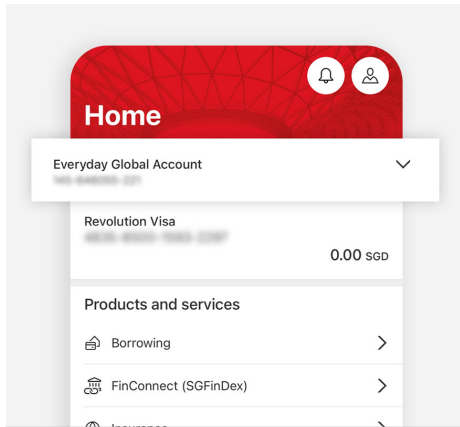 Home
Everyday Global Account
Revolution Visa
0.00 SGD
Products and services
Borrowing
FinConnect (SGFinDex)